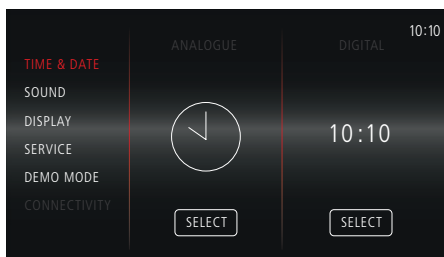 10:10
ANALOGUE
DIGITAL
TIME & DATE
SOUND
DISPLAY
SERVICE
DEMO MODE
CONNECTIVITY
10:10
SELECT
SELECT